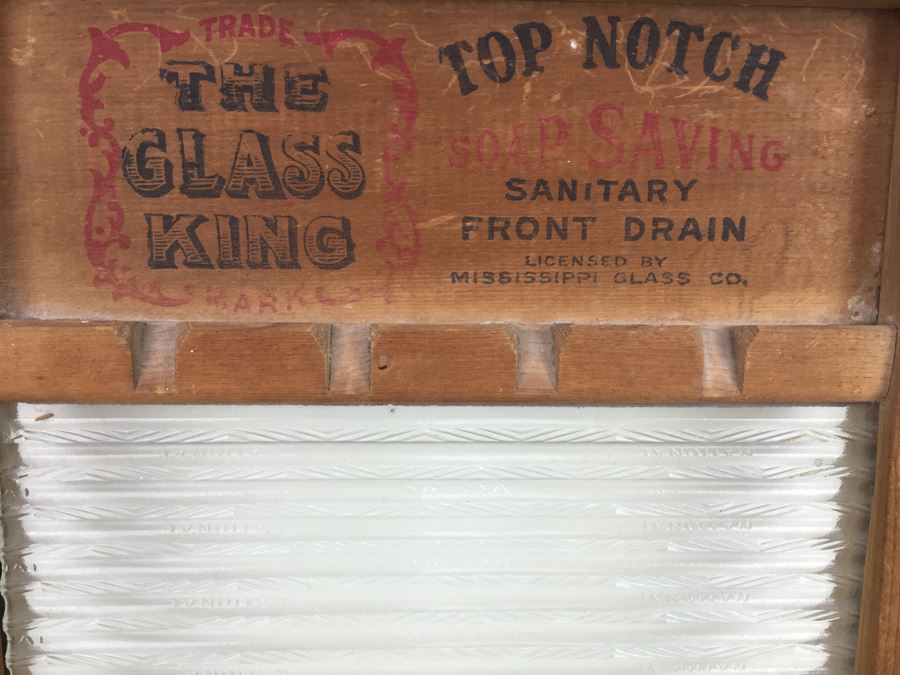 TRADE
THE
GLASS
KING
MARK
TOP NOTCH
SOAP SAVING
SANITARY
FRONT DRAIN
LICENSED BY
MISSISSIPPI GLASS CO.